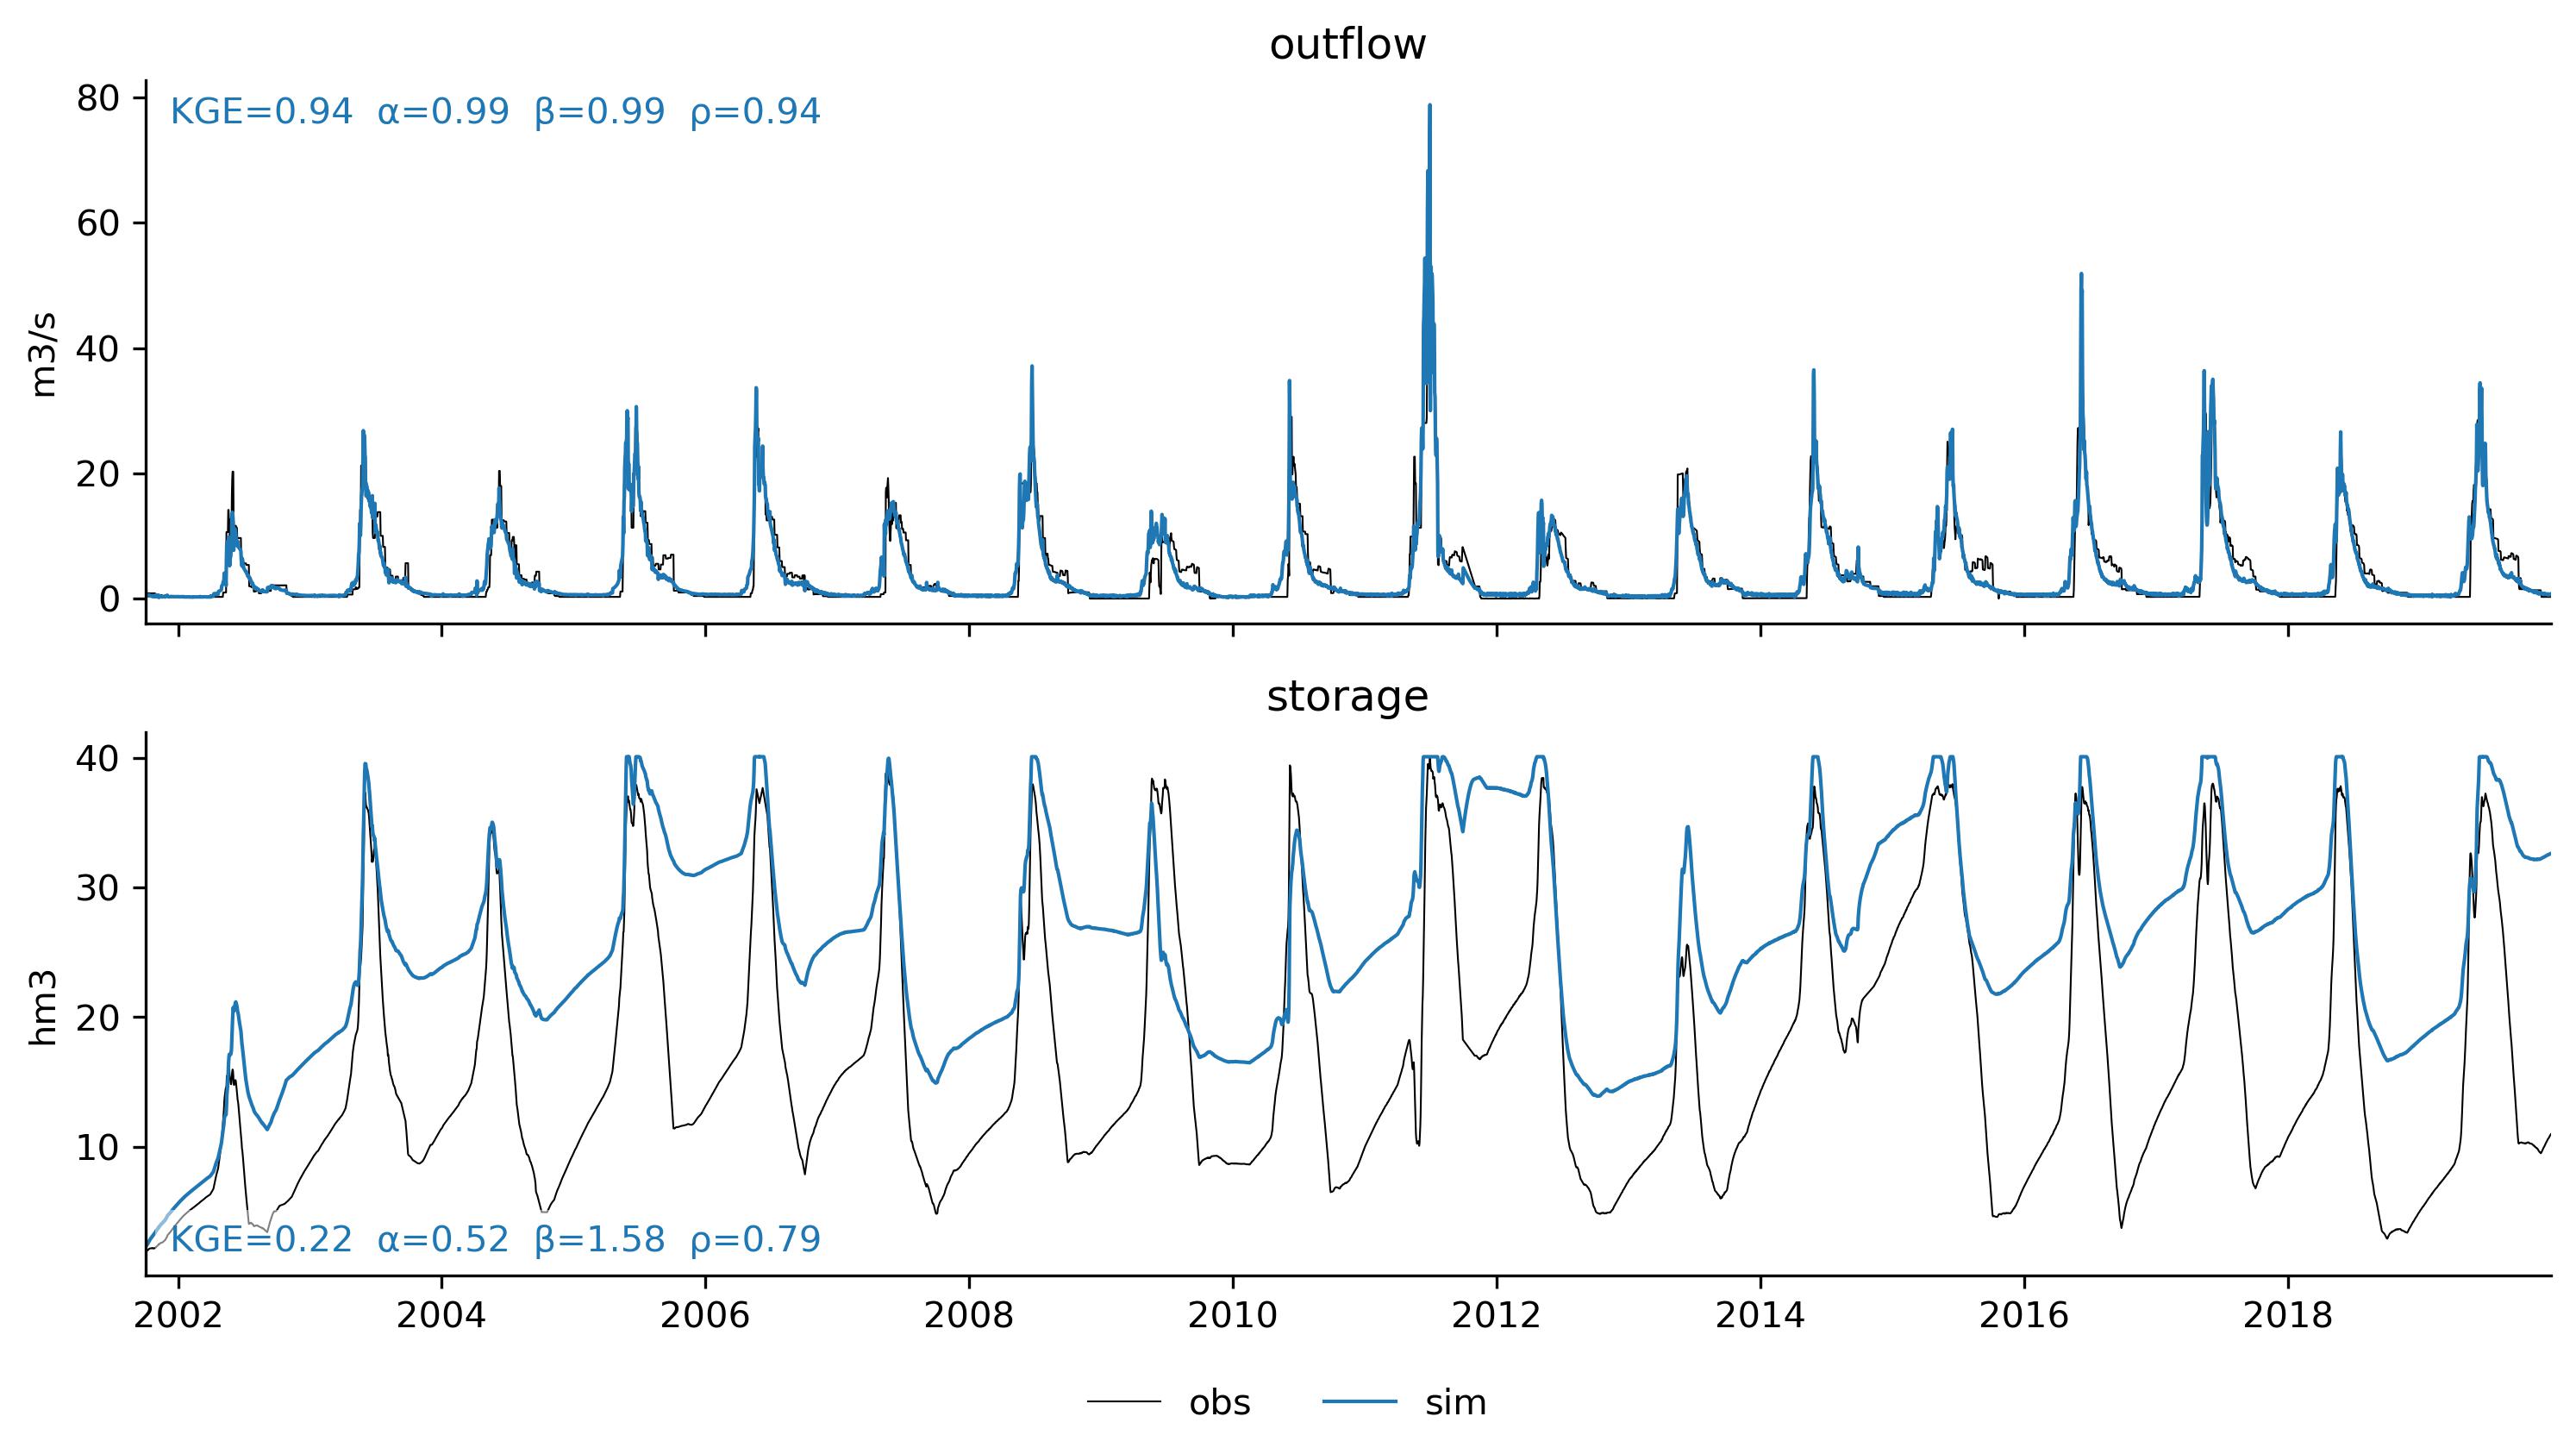 outflow
80
KGE=0.94 α=0.99 β=0.99 ρ=0.94
60
m3/s
40
20
0
storage
40
30
hm3
20
10
KGE=0.22 α=0.52 β=1.58 ρ=0.79
2002 2004 2006 2008 2010 2012 2014 2016 2018
obs sim